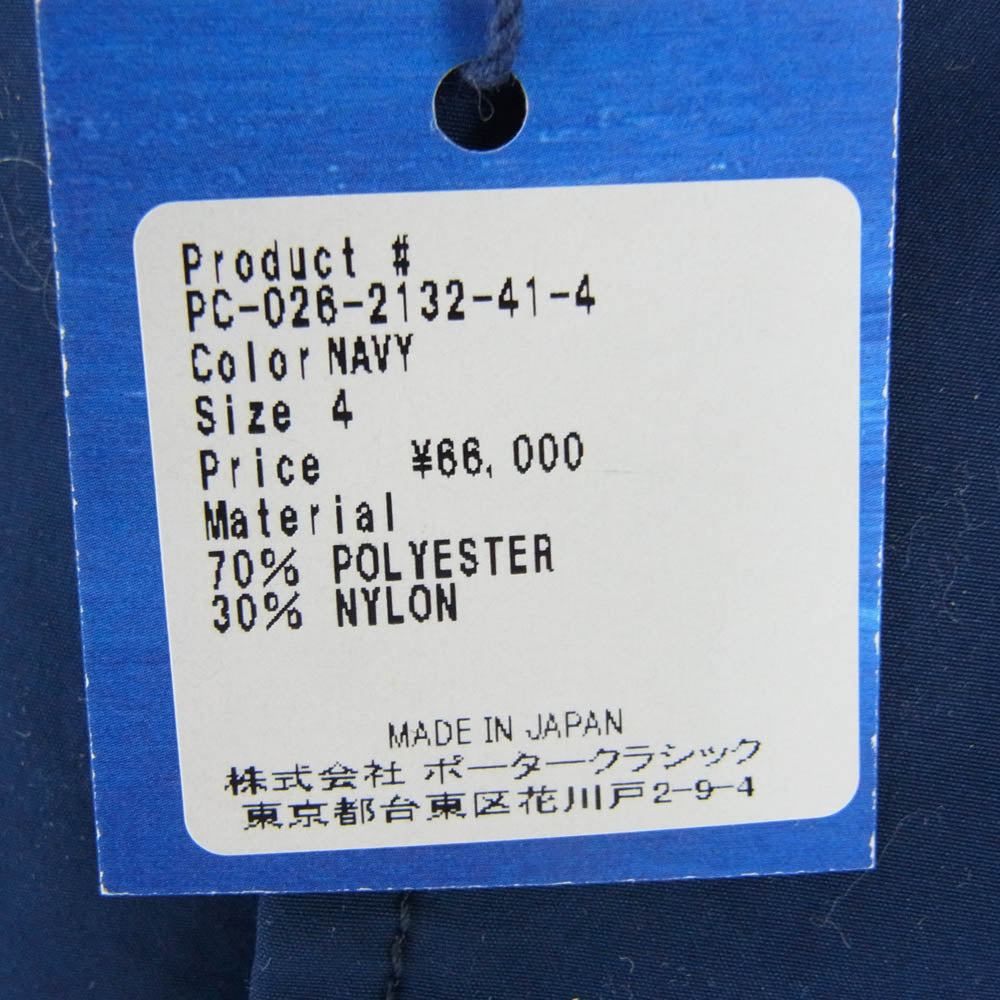 Product #
PC-026-2132-41-4
Color NAVY
Size 4
Price ¥66,000
Material
70% POLYESTER
30% NYLON
MADE IN JAPAN
株式会社 ポータークラシック
東京都台東区花川戸2-9-4